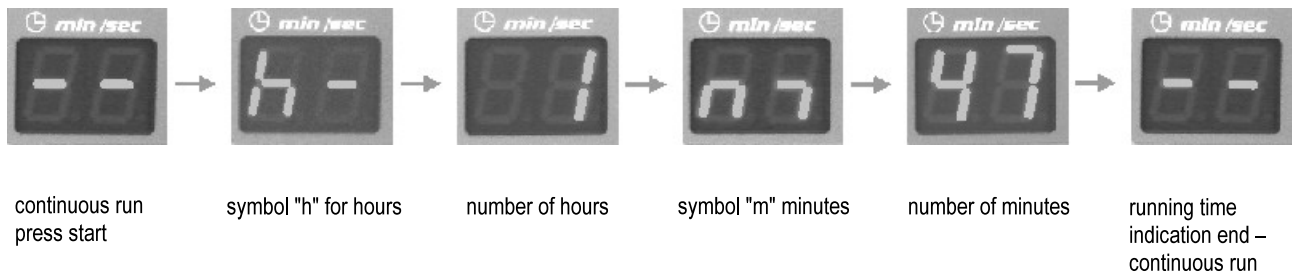 min/sec min/sec min/sec min/sec min/sec min/sec
-- h- 1 m 47 --
continuous run
press start
symbol "h" for hours
number of hours
symbol "m" minutes
number of minutes
running time
indication end –
continuous run